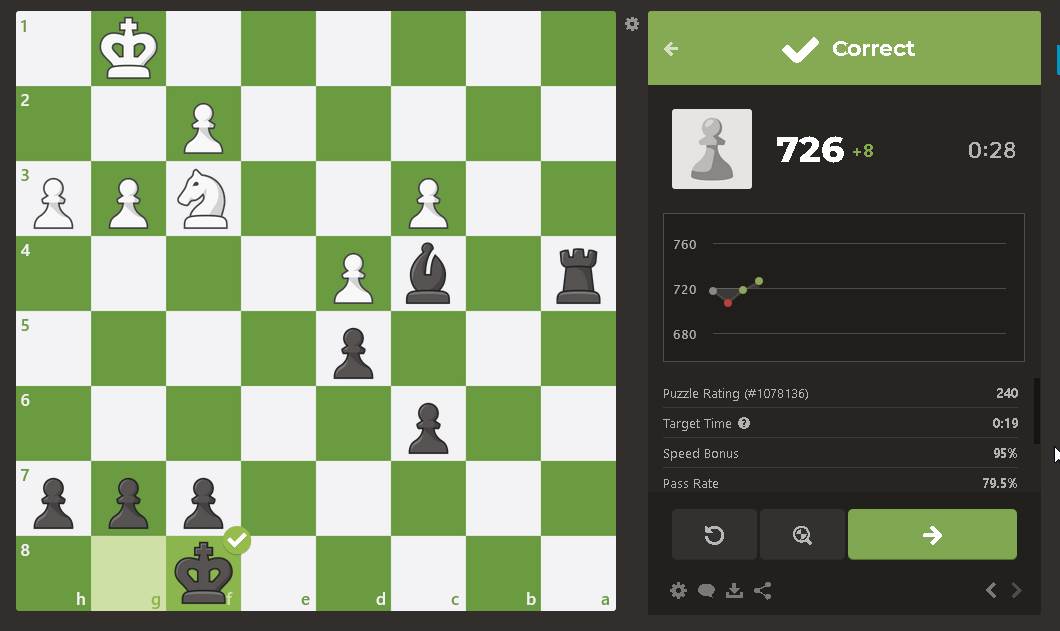 1
2
3
4
5
6
7
8
h g f e d c b a
Correct
726 +8 0:28
760
720
680
Puzzle Rating (#1078136) 240
Target Time ? 0:19
Speed Bonus 95%
Pass Rate 79.5%